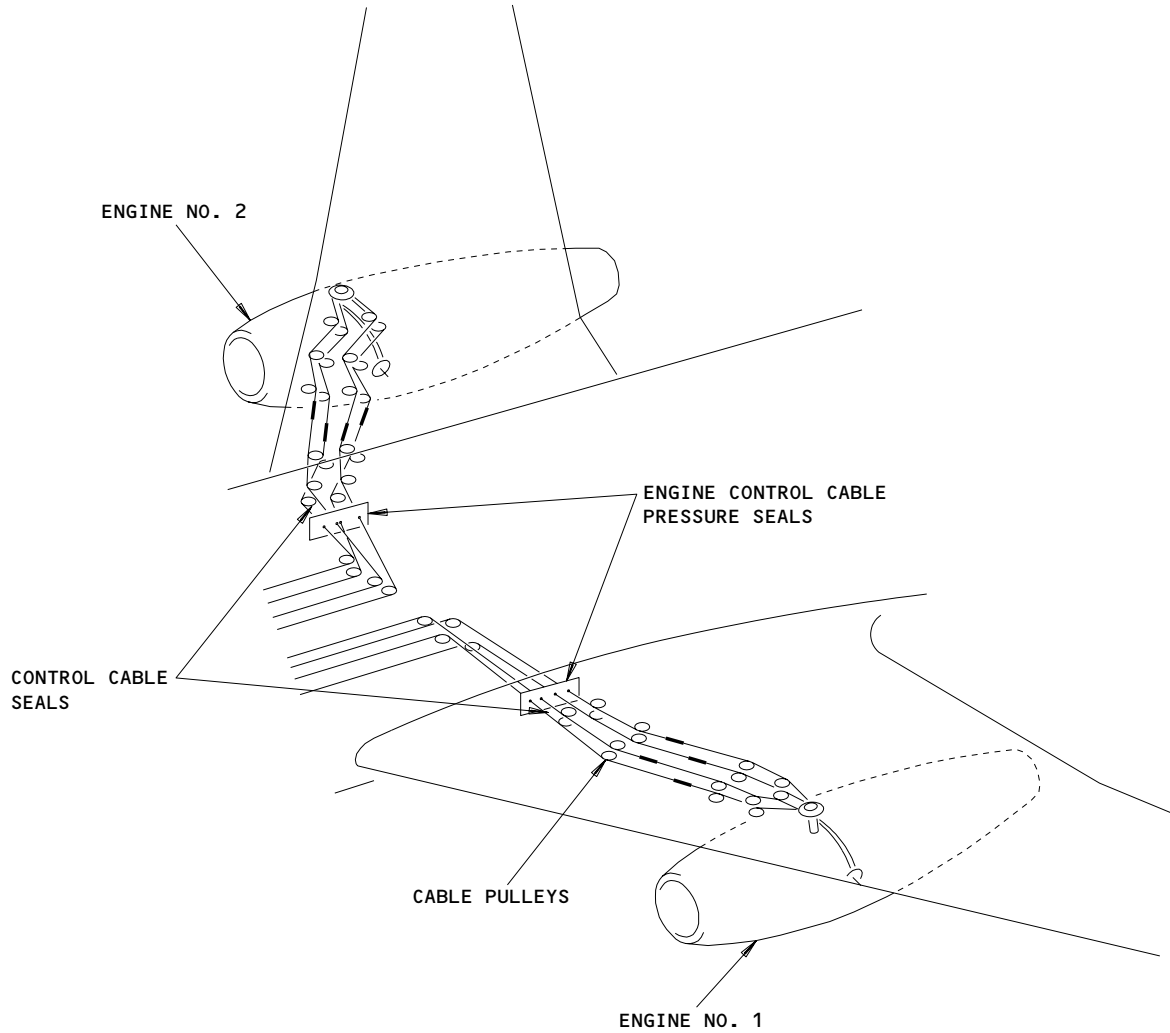 ENGINE NO. 2
ENGINE CONTROL CABLE
PRESSURE SEALS
CONTROL CABLE
SEALS
CABLE PULLEYS
ENGINE NO. 1